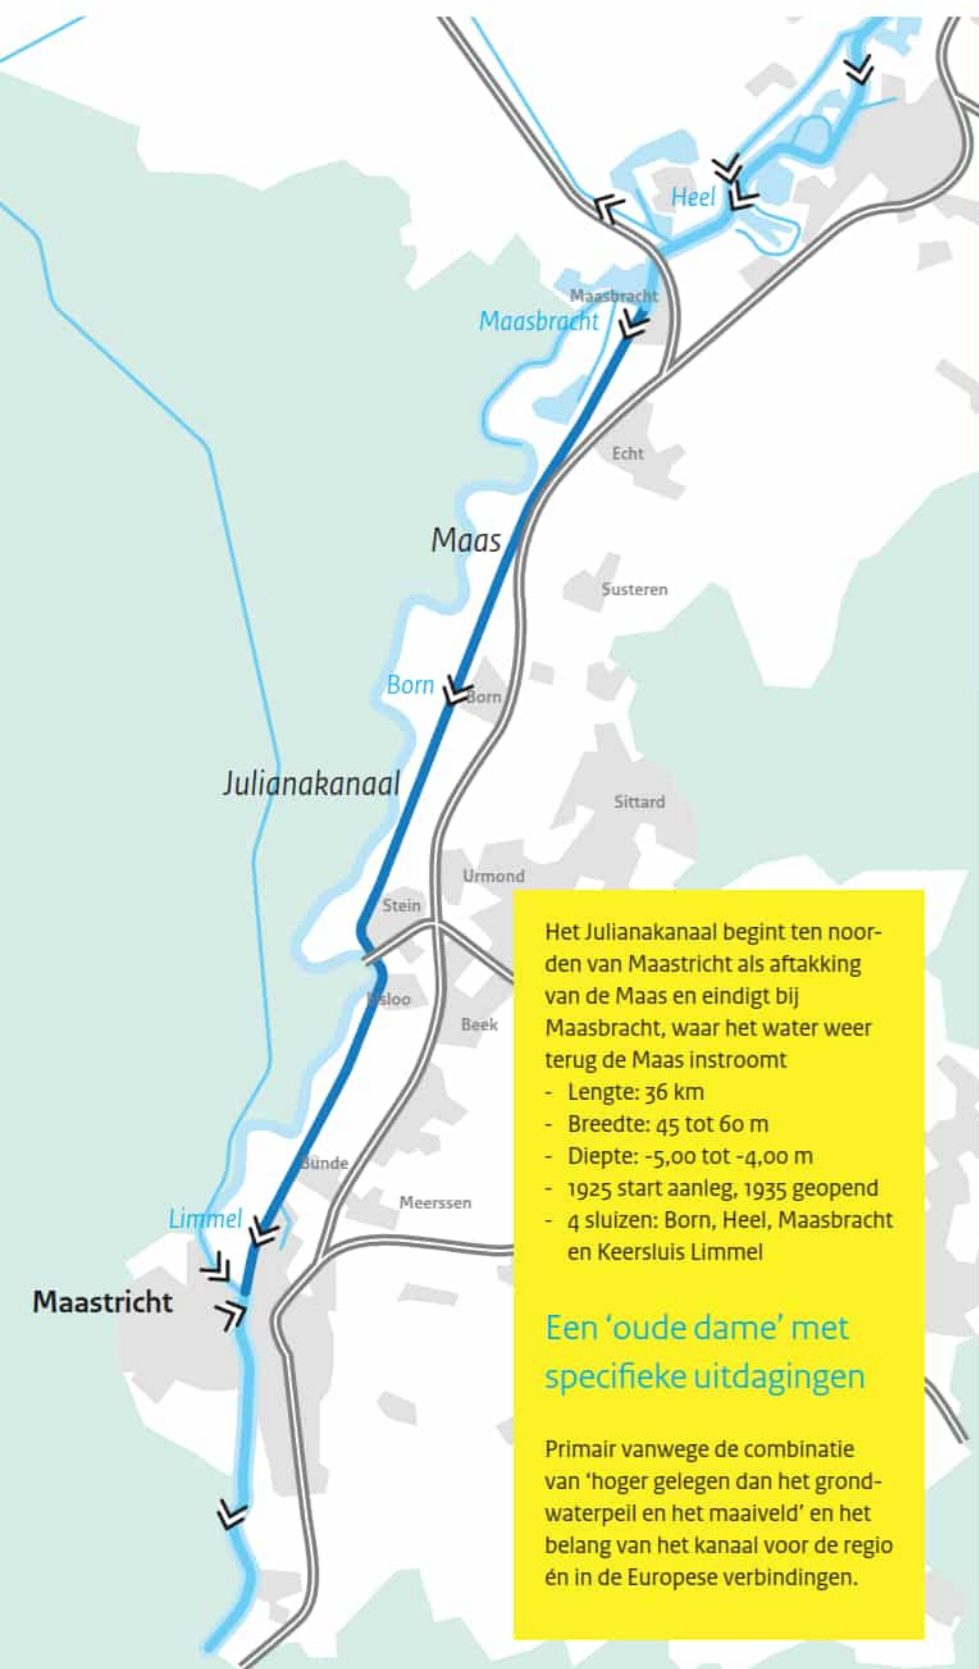 Heel
Maasbracht
Maasbracht
Echt
Maas
Susteren
Born
Born
Julianakanaal
Sittard
Urmond
Stein
Beek
Bunde
Meerssen
Limmel
Maastricht
Het Julianakanaal begint ten noor-
den van Maastricht als aftakking
van de Maas en eindigt bij
Maasbracht, waar het water weer
terug de Maas instroomt
- Lengte: 36 km
- Breedte: 45 tot 60 m
- Diepte: -5,00 tot -4,00 m
- 1925 start aanleg, 1935 geopend
- 4 sluizen: Born, Heel, Maasbracht
en Keersluis Limmel
Een ‘oude dame’ met
specifieke uitdagingen
Primair vanwege de combinatie
van ‘hoger gelegen dan het grond-
waterpeil en het maaiveld’ en het
belang van het kanaal voor de regio
én in de Europese verbindingen.